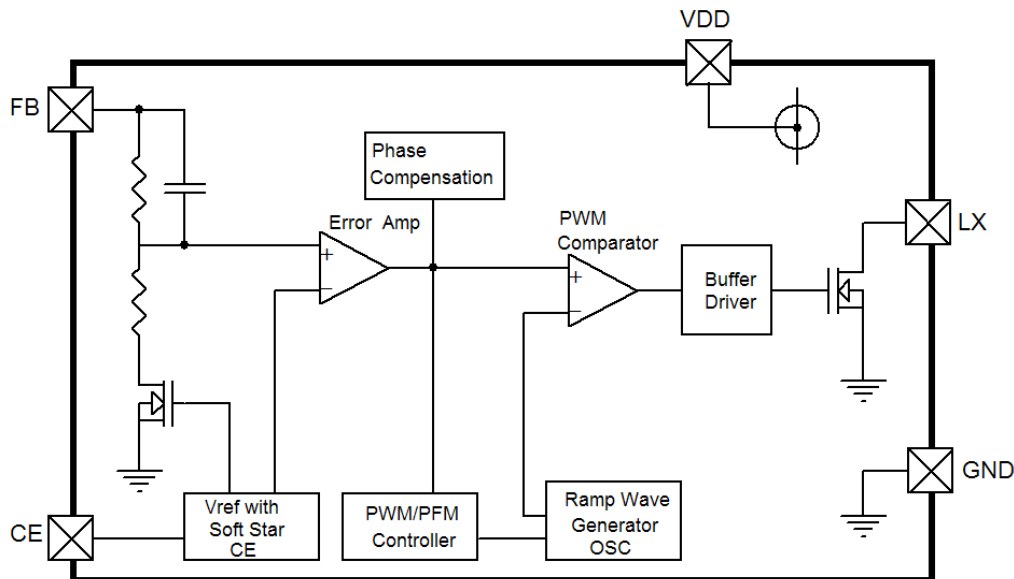 VDD
FB
Phase
Compensation
Error Amp
PWM
Comparator
LX
+
−
+
−
Buffer
Driver
GND
CE
Vref with
Soft Star
CE
PWM/PFM
Controller
Ramp Wave
Generator
OSC